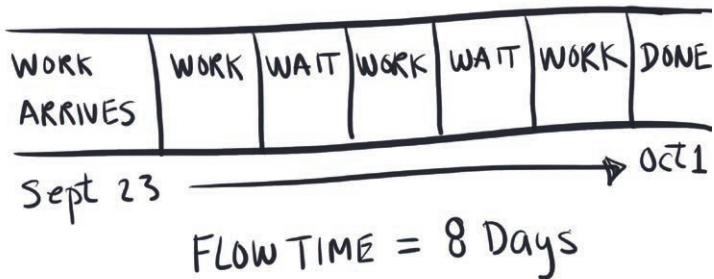 WORK ARRIVES
WORK
WAIT
WORK
WAIT
WORK
DONE
Sept 23
Oct 1
FLOW TIME = 8 Days